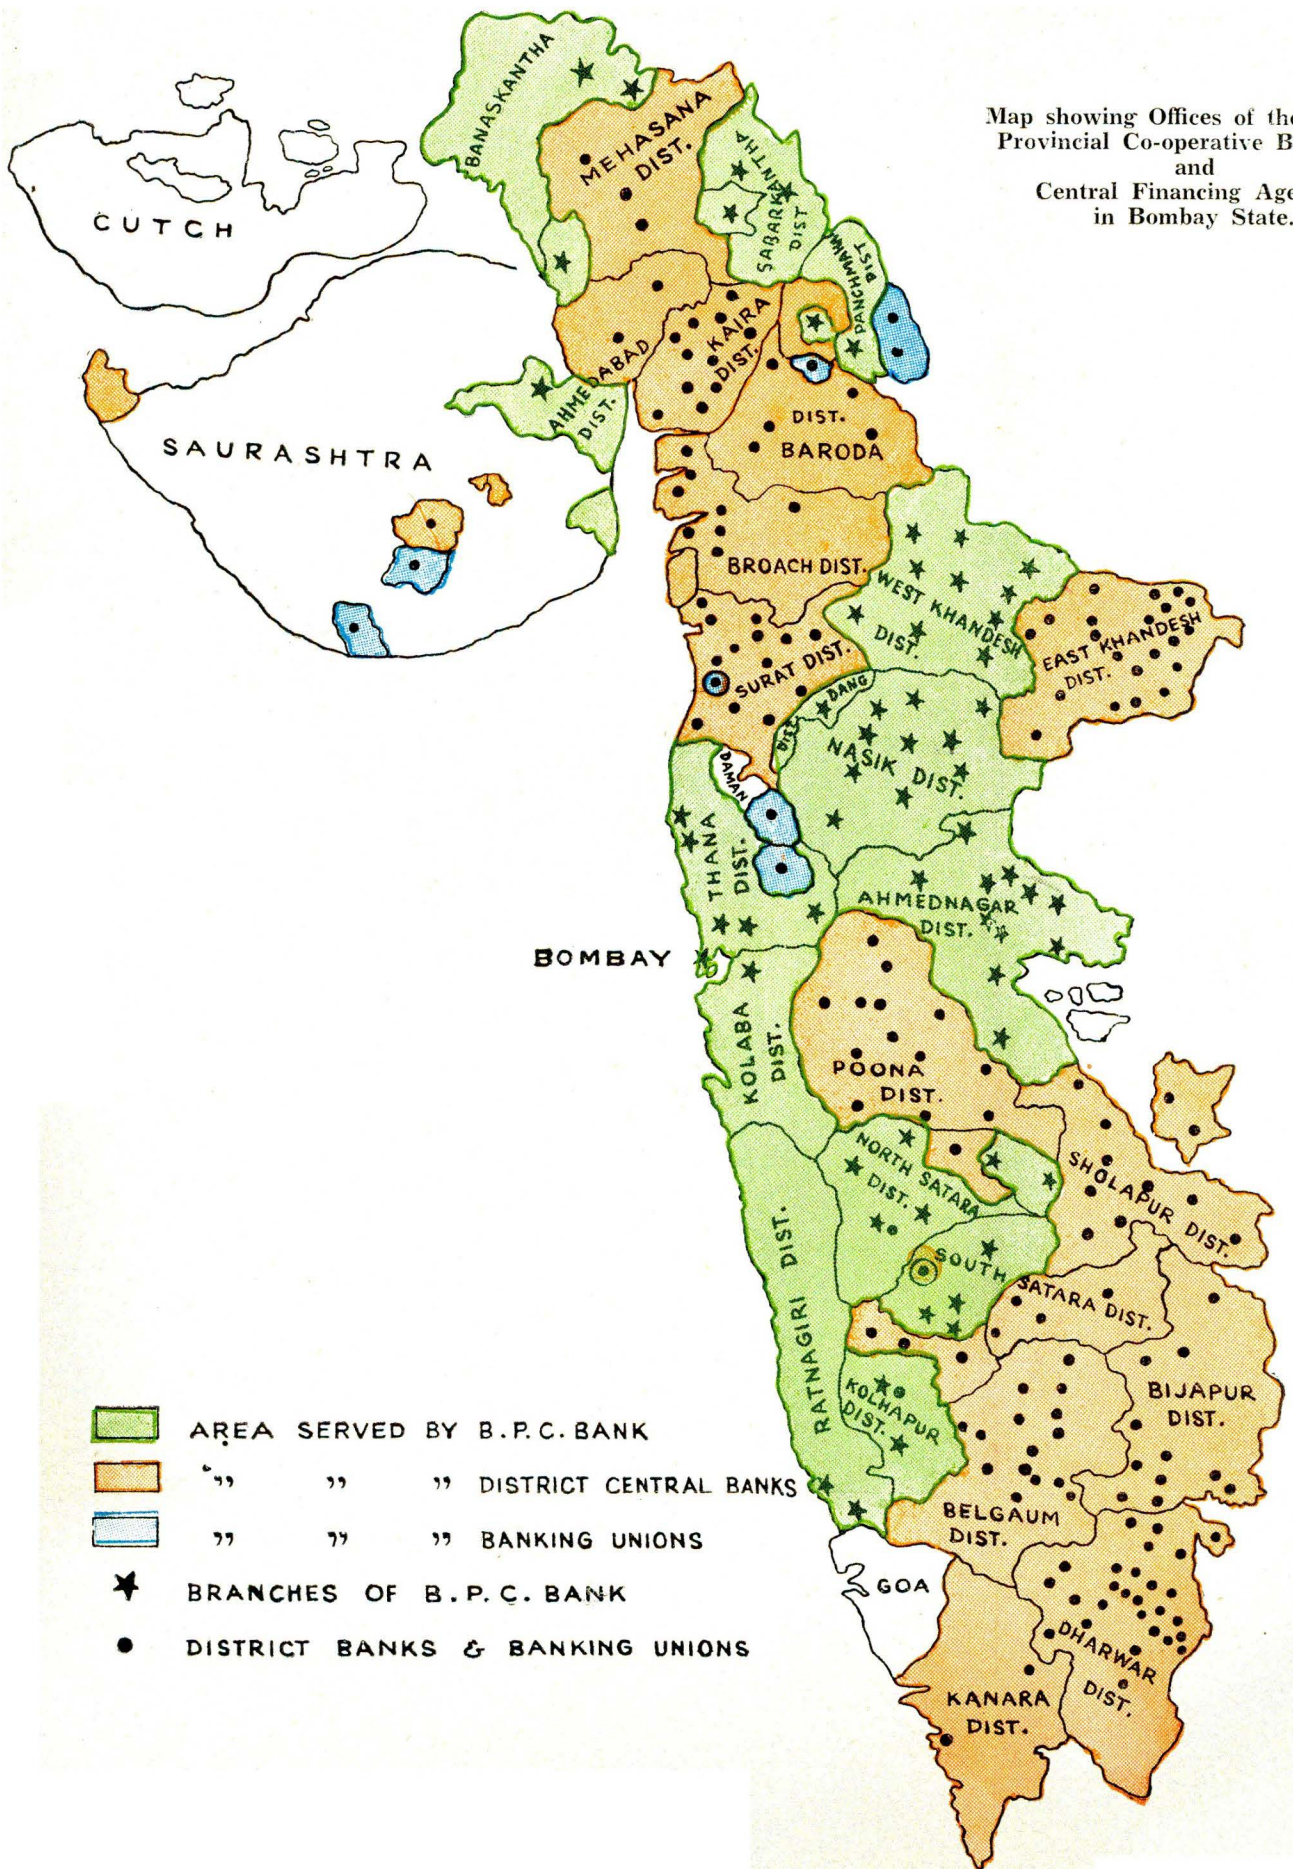 Map showing Offices of the
Provincial Co-operative B
and
Central Financing Age
in Bombay State.
BANASKANTHA
MEHASANA
DIST.
SABARKANTHA
DIST
PANCHMAHAL
DIST
CUTCH
KAIRA
DIST.
AHMEDABAD
DIST.
DIST.
BARODA
SAURASHTRA
BROACH DIST.
WEST KHANDESH
DIST.
EAST KHANDESH
DIST.
SURAT DIST.
DANG
DIST
NASIK DIST.
DAMAN
THANA
DIST.
AHMEDNAGAR
DIST.
BOMBAY
KOLABA
DIST.
POONA
DIST.
NORTH SATARA
DIST.
SHOLAPUR DIST.
SOUTH SATARA DIST.
RATNAGIRI DIST.
KOLHAPUR
DIST.
BIJAPUR
DIST.
BELGAUM
DIST.
GOA
DHARWAR
DIST.
KANARA
DIST.
AREA SERVED BY B.P.C. BANK
" " " DISTRICT CENTRAL BANKS
" " " BANKING UNIONS
BRANCHES OF B.P.C. BANK
DISTRICT BANKS & BANKING UNIONS